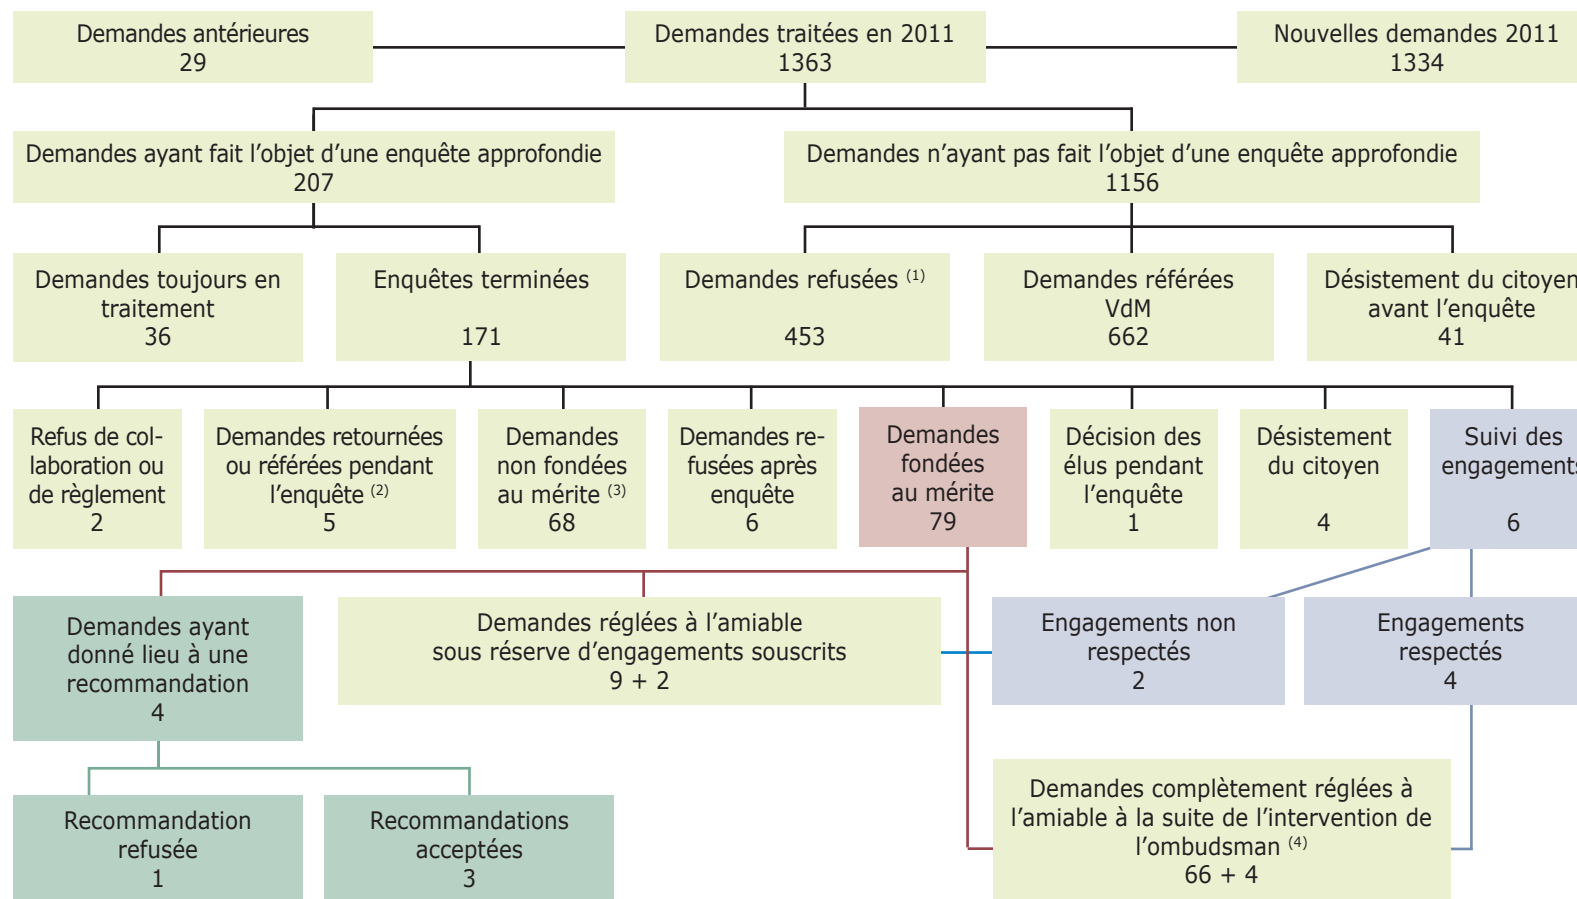 Demandes antérieures
29
Demandes traitées en 2011
1363
Nouvelles demandes 2011
1334
Demandes ayant fait l’objet d’une enquête approfondie
207
Demandes n’ayant pas fait l’objet d’une enquête approfondie
1156
Demandes toujours en
traitement
36
Enquêtes terminées
171
Demandes refusées (1)
453
Demandes référées
VdM
662
Désistement du citoyen
avant l’enquête
41
Refus de col-
laboration ou
de règlement
2
Demandes retournées
ou référées pendant
l’enquête (2)
5
Demandes
non fondées
au mérite (3)
68
Demandes re-
fusées après
enquête
6
Demandes
fondées
au mérite
79
Décision des
élus pendant
l’enquête
1
Désistement
du citoyen
4
Suivi des
engagements
6
Demandes ayant
donné lieu à une
recommandation
4
Demandes réglées à l’amiable
sous réserve d’engagements souscrits
9 + 2
Engagements non
respectés
2
Engagements
respectés
4
Recommandation
refusée
1
Recommandations
acceptées
3
Demandes complètement réglées à
l’amiable à la suite de l’intervention de
l’ombudsman (4)
66 + 4